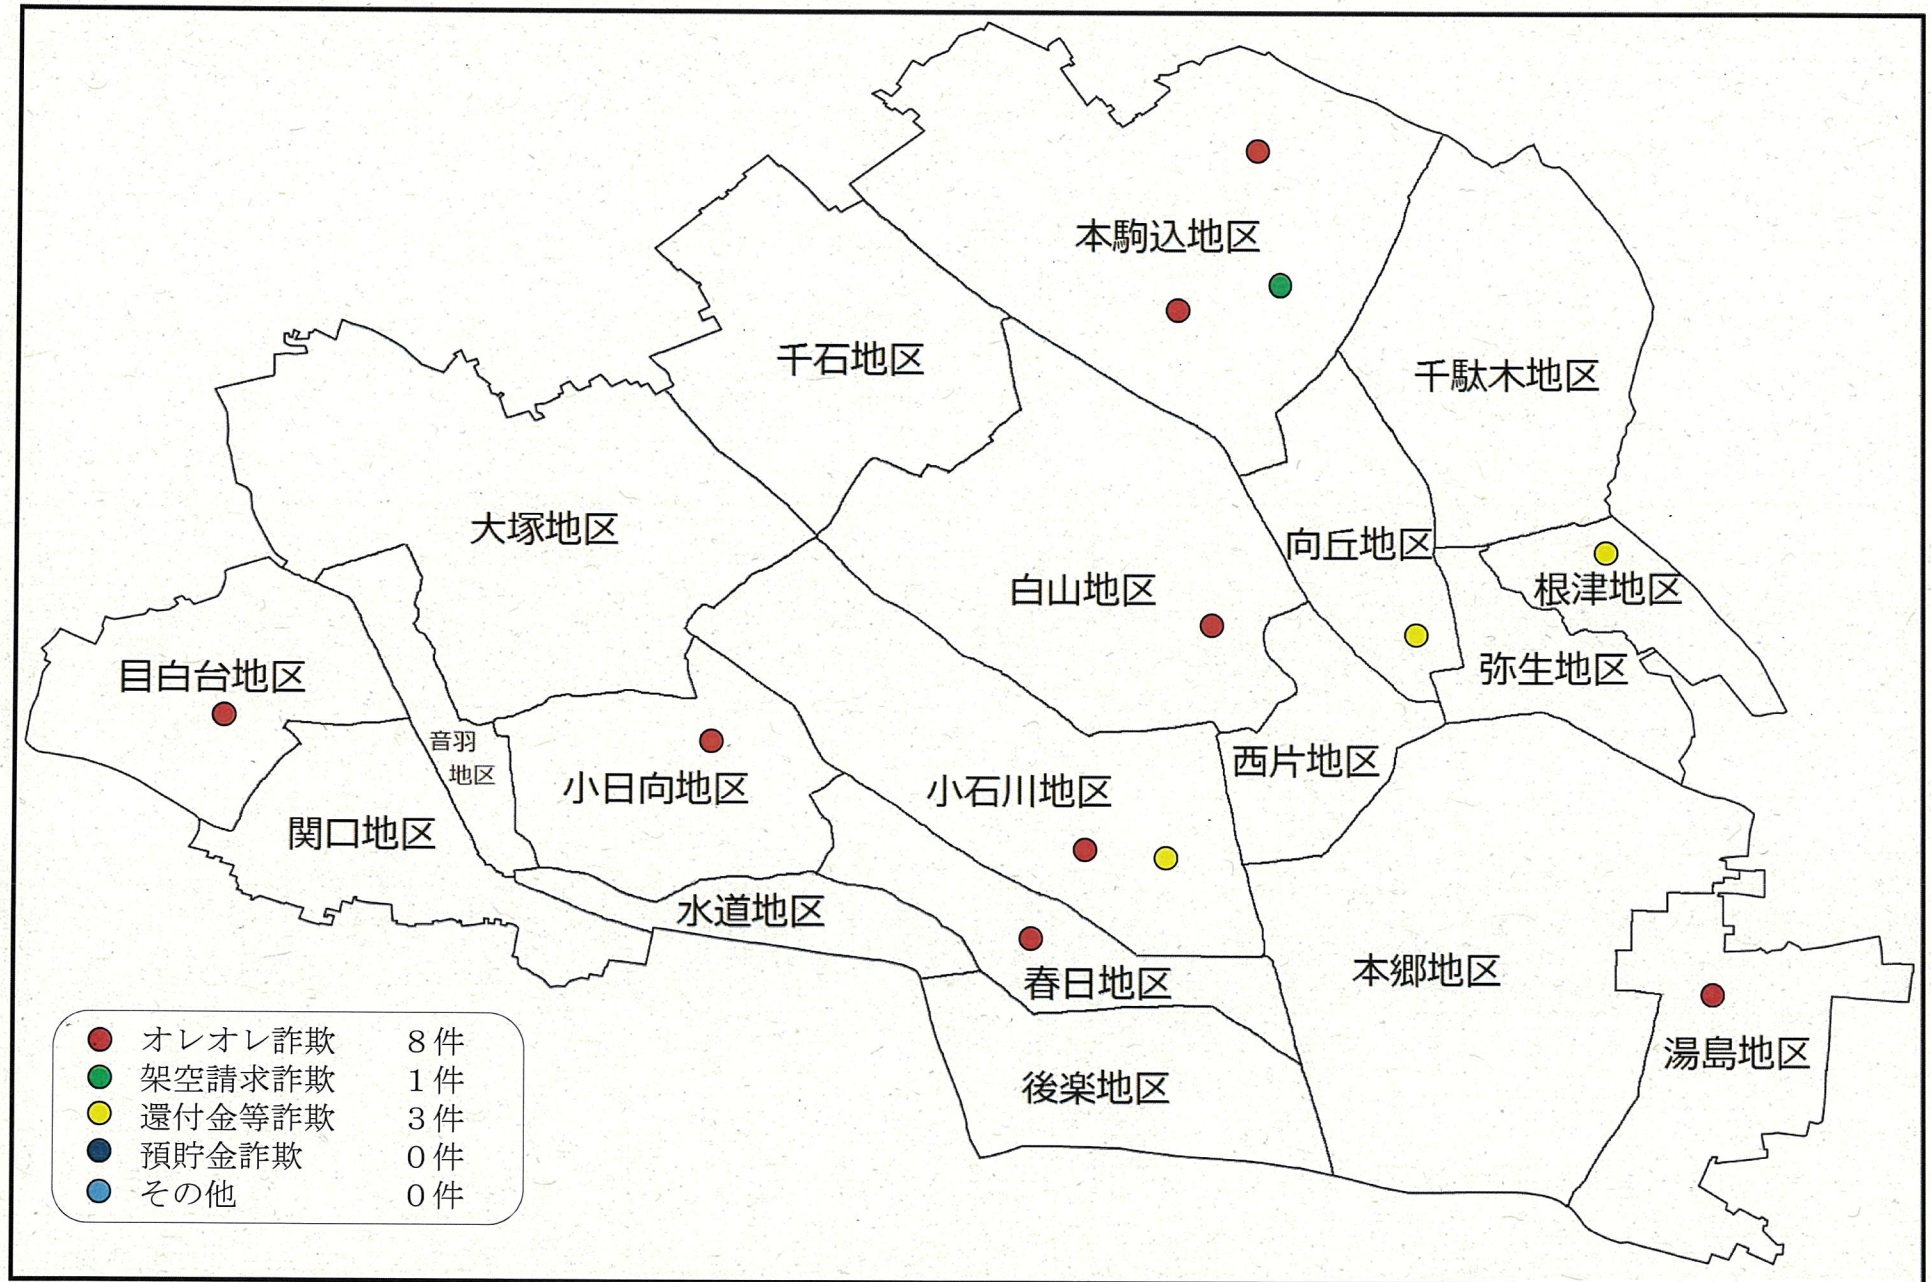 本駒込地区
千石地区
千駄木地区
大塚地区
向丘地区
白山地区
根津地区
目白台地区
弥生地区
音羽
地区
西片地区
小日向地区
小石川地区
関口地区
水道地区
春日地区
本郷地区
湯島地区
後楽地区
オレオレ詐欺 8件
架空請求詐欺 1件
還付金等詐欺 3件
預貯金詐欺 0件
その他 0件